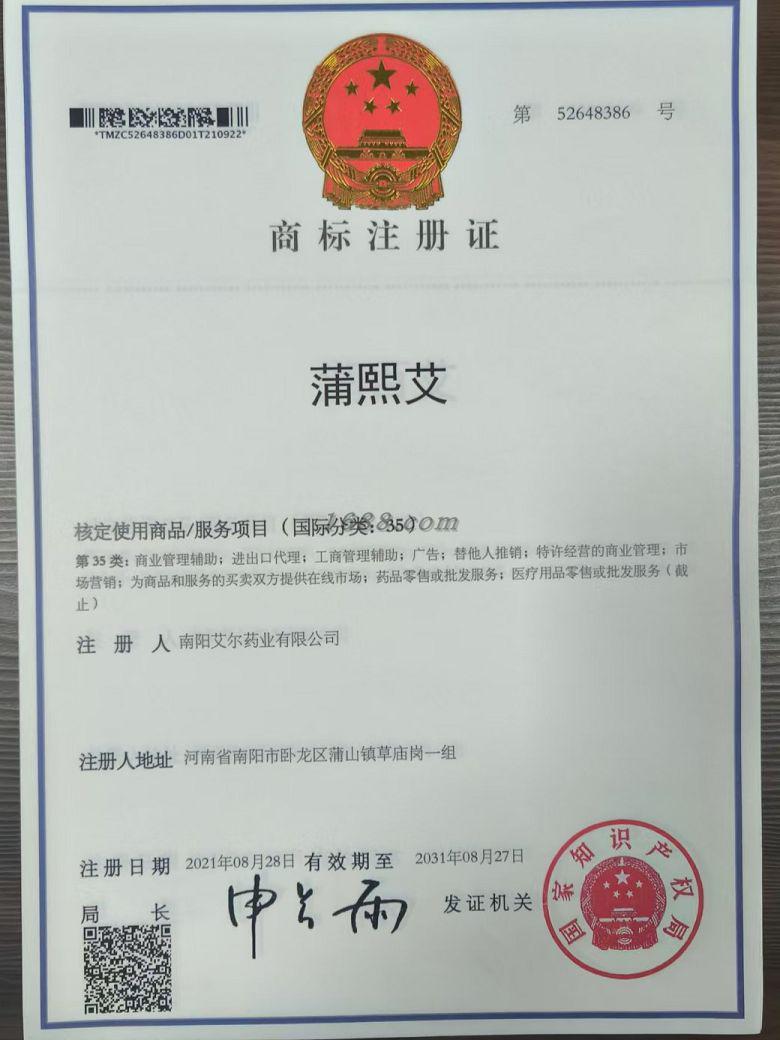 *TMZC52648386D01T210922*
第 52648386 号
商标注册证
蒲熙艾
核定使用商品/服务项目（国际分类：35）
1688.com
第 35 类：商业管理辅助；进出口代理；工商管理辅助；广告；替他人推销；特许经营的商业管理；市
场营销；为商品和服务的买卖双方提供在线市场；药品零售或批发服务；医疗用品零售或批发服务（截
止）
注册人 南阳艾尔药业有限公司
注册人地址 河南省南阳市卧龙区蒲山镇草庙岗一组
注册日期 2021年08月28日 有效期至 2031年08月27日
局长 申长雨 发证机关
国家知识产权局